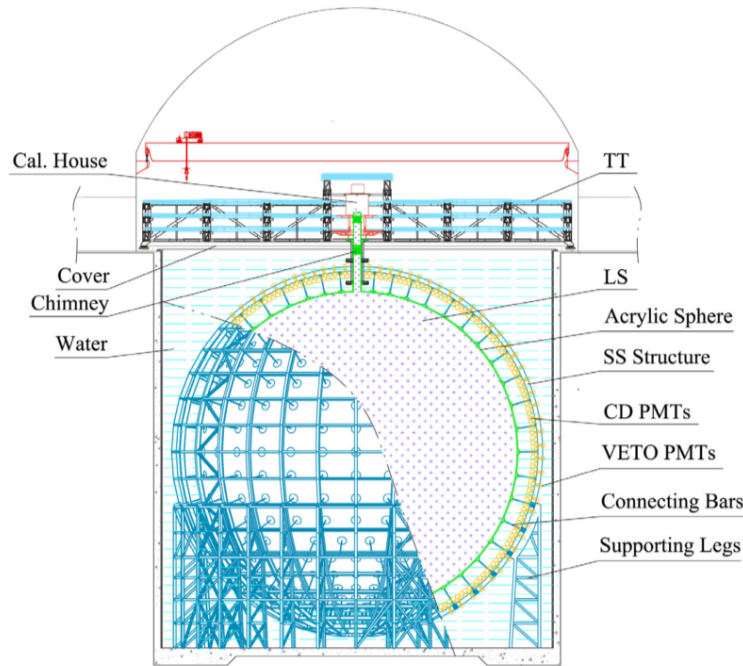 Cal. House
TT
Cover
Chimney
Water
LS
Acrylic Sphere
SS Structure
CD PMTs
VETO PMTs
Connecting Bars
Supporting Legs